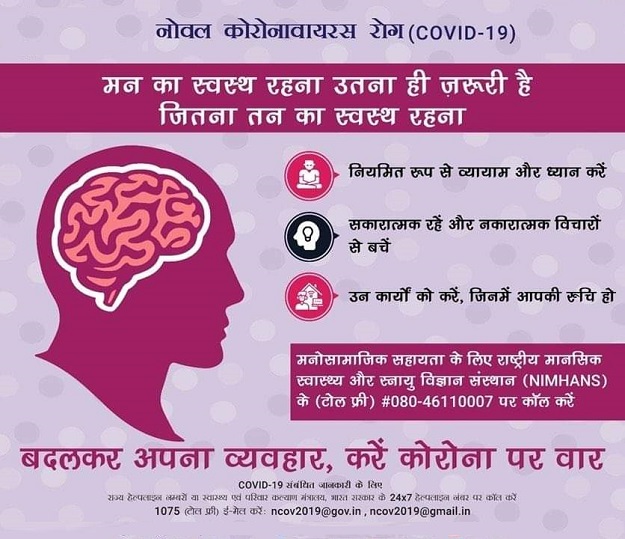 नोवल कोरोनावायरस रोग (COVID-19)
मन का स्वस्थ रहना उतना ही ज़रूरी है
जितना तन का स्वस्थ रहना
नियमित रूप से व्यायाम और ध्यान करें
सकारात्मक रहें और नकारात्मक विचारों
से बचें
उन कार्यों को करें, जिनमें आपकी रूचि हो
मनोसामाजिक सहायता के लिए राष्ट्रीय मानसिक
स्वास्थ्य और स्नायु विज्ञान संस्थान (NIMHANS)
के (टोल फ्री) #080-46110007 पर कॉल करें
बदलकर अपना व्यवहार, करें कोरोना पर वार
COVID-19 संबंधित जानकारी के लिए
राज्य हेल्पलाइन नम्बरों या स्वास्थ्य एवं परिवार कल्याण मंत्रालय, भारत सरकार के 24x7 हेल्पलाइन नंबर पर कॉल करें
1075 (टोल फ्री) ई-मेल करें: ncov2019@gov.in , ncov2019@gmail.in